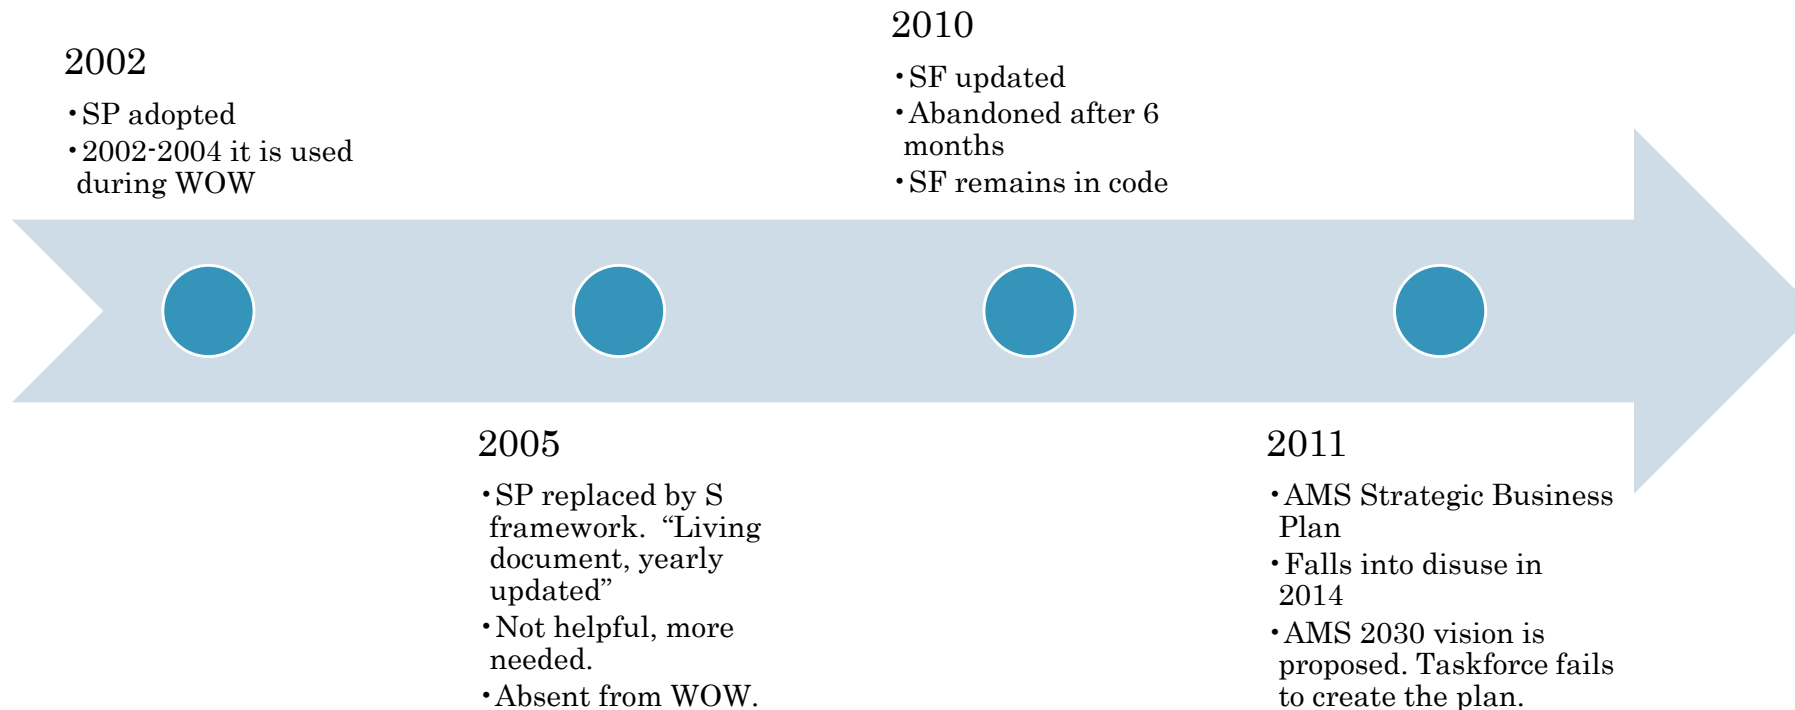 2002
•SP adopted
•2002-2004 it is used
during WOW
2005
•SP replaced by S
framework.  “Living
document, yearly
updated”
•Not helpful, more
needed.
•Absent from WOW.
2010
•SF updated
•Abandoned after 6
months
•SF remains in code
2011
•AMS Strategic Business
Plan
•Falls into disuse in
2014
•AMS 2030 vision is
proposed. Taskforce fails
to create the plan.